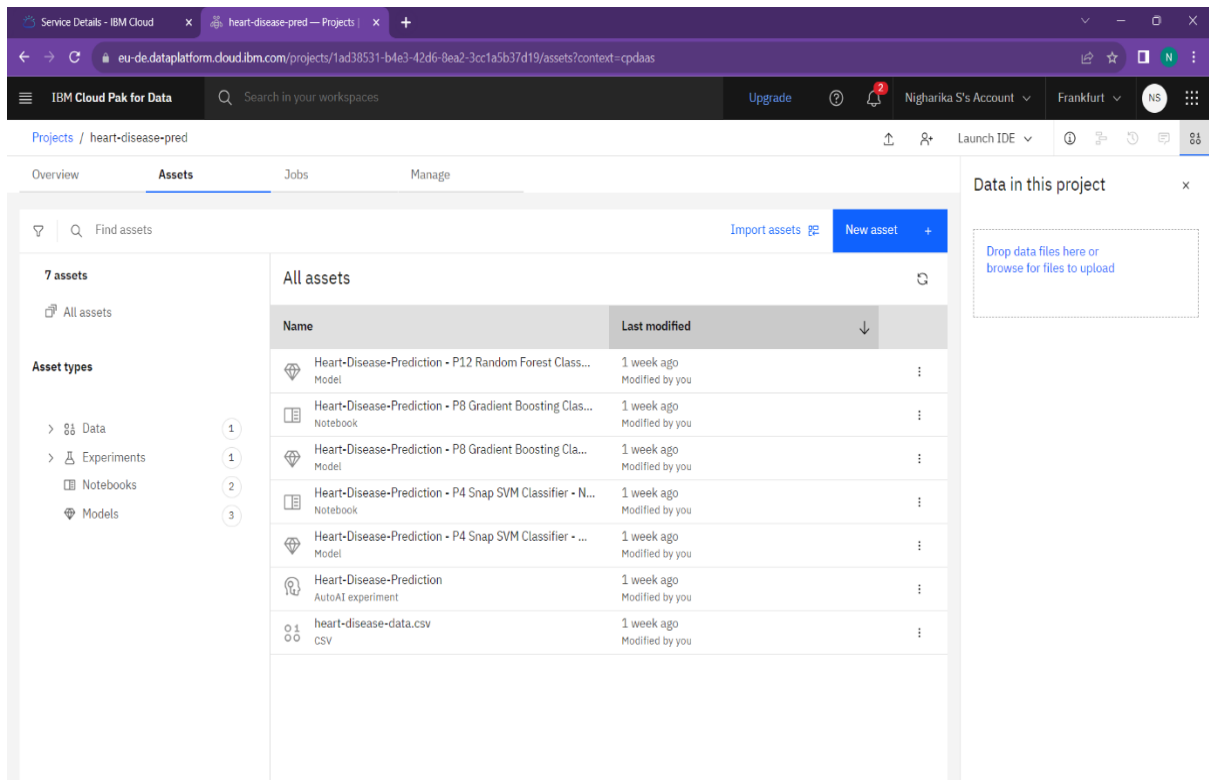 Service Details - IBM Cloud
heart-disease-pred — Projects |
eu-de.dataplatform.cloud.ibm.com/projects/1ad38531-b4e3-42d6-8ea2-3cc1a5b37d19/assets?context=cpdaas
N
IBM Cloud Pak for Data
Search in your workspaces
Upgrade
2
Nigharika S's Account
Frankfurt
NS
Projects / heart-disease-pred
Launch IDE
Overview
Assets
Jobs
Manage
Data in this project
Find assets
Import assets
New asset +
Drop data files here or
browse for files to upload
7 assets
All assets
Asset types
Data 1
Experiments 1
Notebooks 2
Models 3
All assets
Name
Last modified
Heart-Disease-Prediction - P12 Random Forest Class...
Model
1 week ago
Modified by you
Heart-Disease-Prediction - P8 Gradient Boosting Clas...
Notebook
1 week ago
Modified by you
Heart-Disease-Prediction - P8 Gradient Boosting Cla...
Model
1 week ago
Modified by you
Heart-Disease-Prediction - P4 Snap SVM Classifier - N...
Notebook
1 week ago
Modified by you
Heart-Disease-Prediction - P4 Snap SVM Classifier - ...
Model
1 week ago
Modified by you
Heart-Disease-Prediction
AutoAI experiment
1 week ago
Modified by you
heart-disease-data.csv
CSV
1 week ago
Modified by you